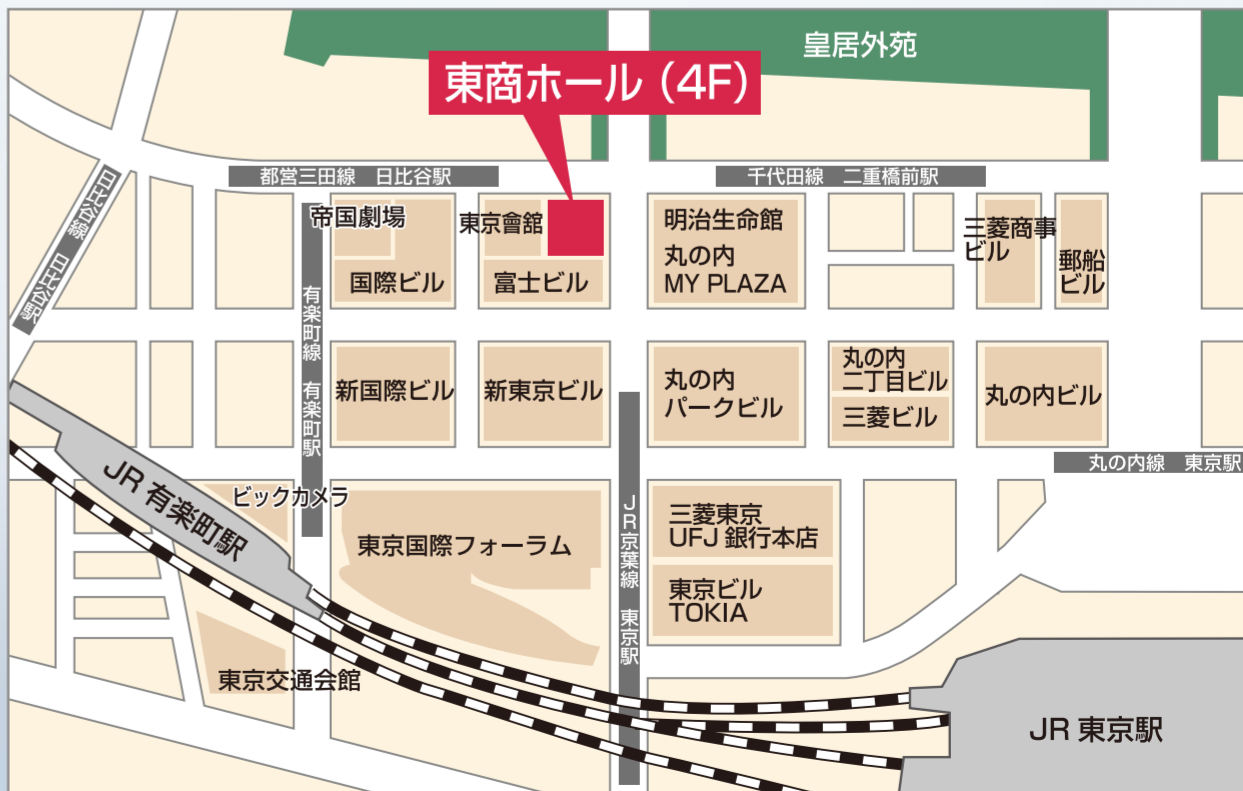 皇居外苑
東商ホール（4F）
都営三田線　日比谷駅
千代田線　二重橋前駅
日比谷線　日比谷駅
帝国劇場
国際ビル
東京會舘
富士ビル
明治生命館
丸の内
MY PLAZA
三菱商事
ビル
郵船
ビル
有楽町線　有楽町駅
新国際ビル
新東京ビル
丸の内
パークビル
丸の内
二丁目ビル
三菱ビル
丸の内ビル
丸の内線　東京駅
JR 有楽町駅
ビックカメラ
東京国際フォーラム
JR京葉線　東京駅
三菱東京
UFJ 銀行本店
東京ビル
TOKIA
東京交通会館
JR 東京駅